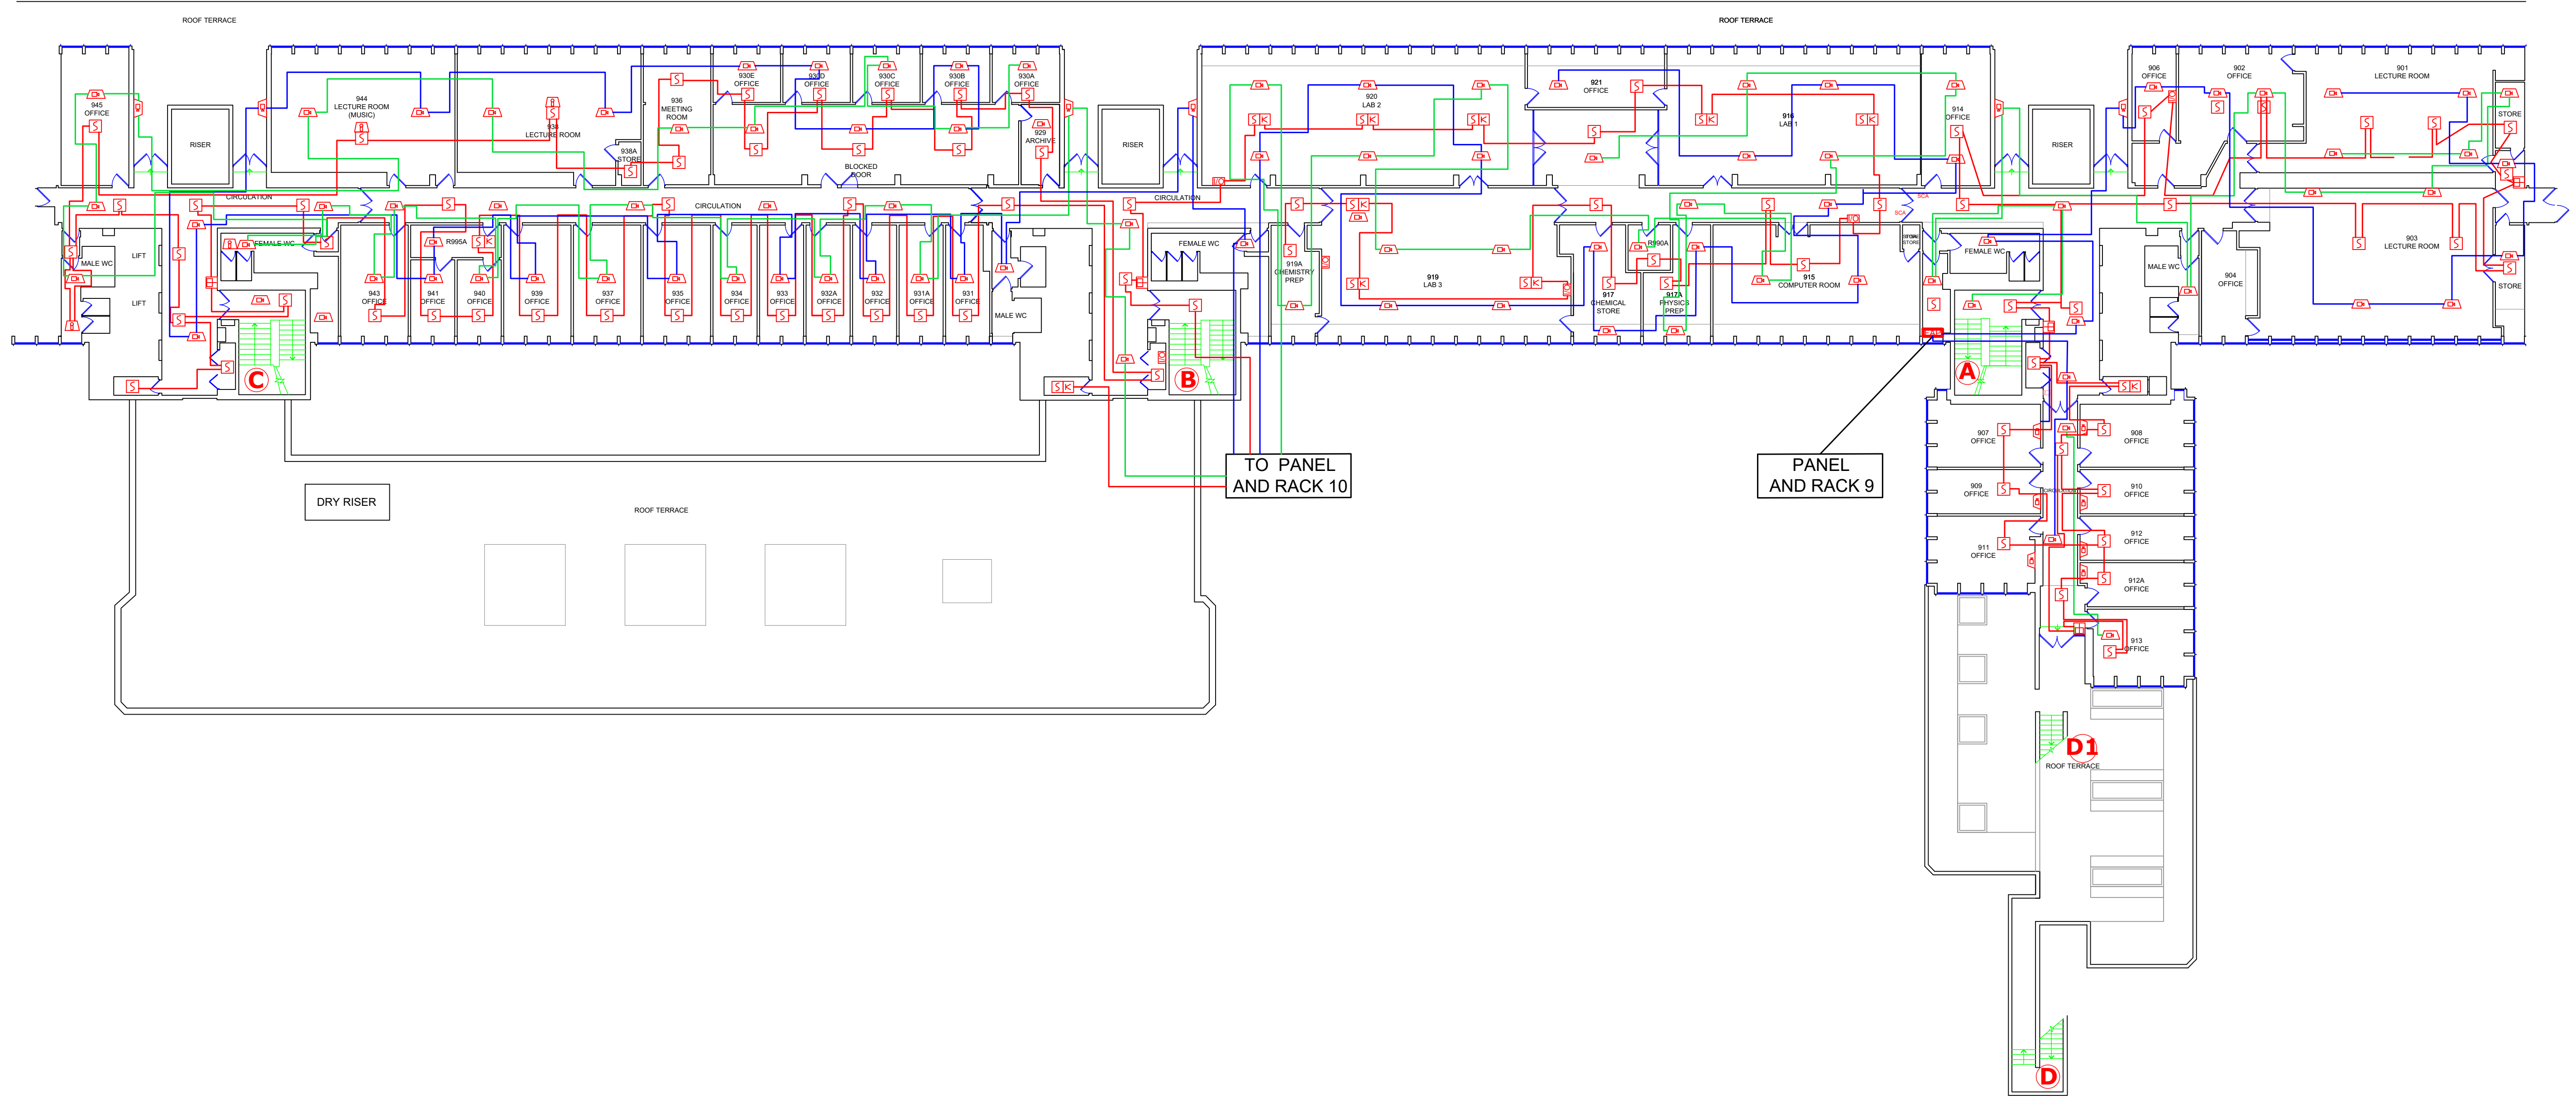 ROOF TERRACE
ROOF TERRACE
945
OFFICE
RISER
944
LECTURE ROOM
(MUSIC)
938
LECTURE ROOM
938A
STORE
936
MEETING
ROOM
930E
OFFICE
930D
OFFICE
930C
OFFICE
930B
OFFICE
930A
OFFICE
929
ARCHIVE
BLOCKED
DOOR
RISER
920
LAB 2
921
OFFICE
916
LAB 1
914
OFFICE
RISER
906
OFFICE
902
OFFICE
901
LECTURE ROOM
STORE
CIRCULATION
CIRCULATION
CIRCULATION
SCA
SCA
MALE WC
LIFT
LIFT
FEMALE WC
R995A
943
OFFICE
941
OFFICE
940
OFFICE
939
OFFICE
937
OFFICE
935
OFFICE
934
OFFICE
933
OFFICE
932A
OFFICE
932
OFFICE
931A
OFFICE
931
OFFICE
MALE WC
FEMALE WC
919A
CHEMISTRY
PREP
919
LAB 3
917
CHEMICAL
STORE
R990A
917A
PHYSICS
PREP
915
COMPUTER ROOM
STORE
FEMALE WC
MALE WC
904
OFFICE
903
LECTURE ROOM
STORE
C
B
A
TO PANEL
AND RACK 10
PANEL
AND RACK 9
907
OFFICE
908
OFFICE
909
OFFICE
910
OFFICE
CIRCULATION
911
OFFICE
912
OFFICE
912A
OFFICE
913
OFFICE
DRY RISER
ROOF TERRACE
D1
ROOF TERRACE
D